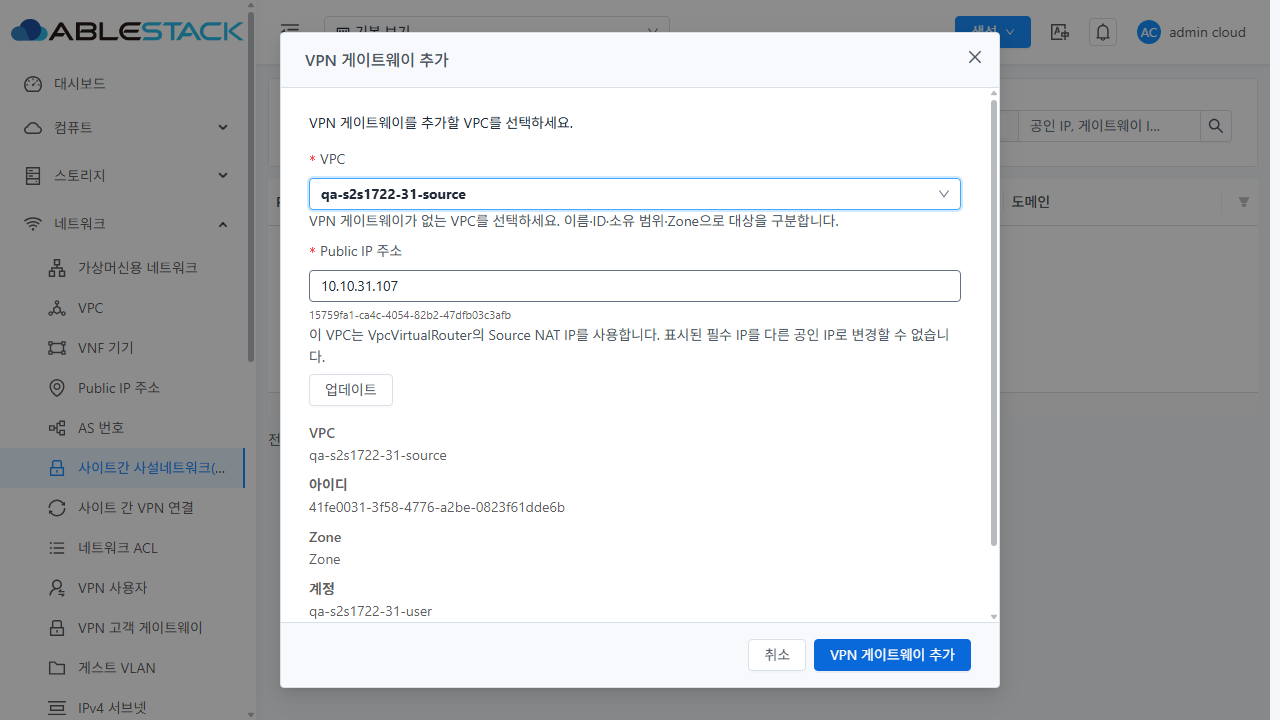 ABLESTACK
대시보드
컴퓨트
스토리지
네트워크
가상머신용 네트워크
VPC
VNF 기기
Public IP 주소
AS 번호
사이트간 사설네트워크(...
사이트 간 VPN 연결
네트워크 ACL
VPN 사용자
VPN 고객 게이트웨이
게스트 VLAN
IPv4 서브넷
기본 보기
생성
AC admin cloud
공인 IP, 게이트웨이 I...
도메인
VPN 게이트웨이 추가
VPN 게이트웨이를 추가할 VPC를 선택하세요.
* VPC
qa-s2s1722-31-source
VPN 게이트웨이가 없는 VPC를 선택하세요. 이름·ID·소유 범위·Zone으로 대상을 구분합니다.
* Public IP 주소
10.10.31.107
15759fa1-ca4c-4054-82b2-47dfb03c3afb
이 VPC는 VpcVirtualRouter의 Source NAT IP를 사용합니다. 표시된 필수 IP를 다른 공인 IP로 변경할 수 없습니
다.
업데이트
VPC
qa-s2s1722-31-source
아이디
41fe0031-3f58-4776-a2be-0823f61dde6b
Zone
Zone
계정
qa-s2s1722-31-user
취소
VPN 게이트웨이 추가